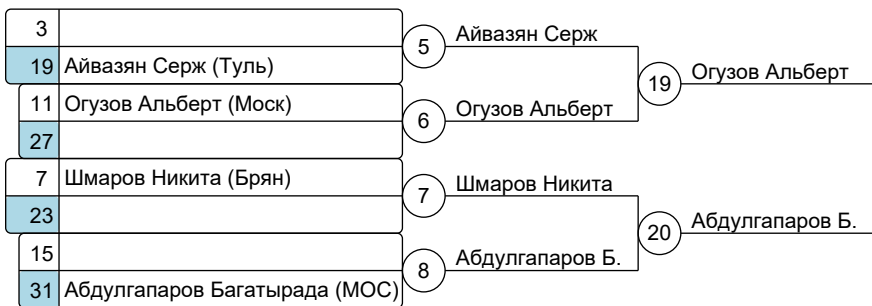 3
5 Айвазян Серж
19 Айвазян Серж (Туль)
19 Огузов Альберт
11 Огузов Альберт (Моск)
6 Огузов Альберт
27
7 Шмаров Никита (Брян)
7 Шмаров Никита
23
20 Абдулгапаров Б.
15
8 Абдулгапаров Б.
31 Абдулгапаров Багатырада (МОС)